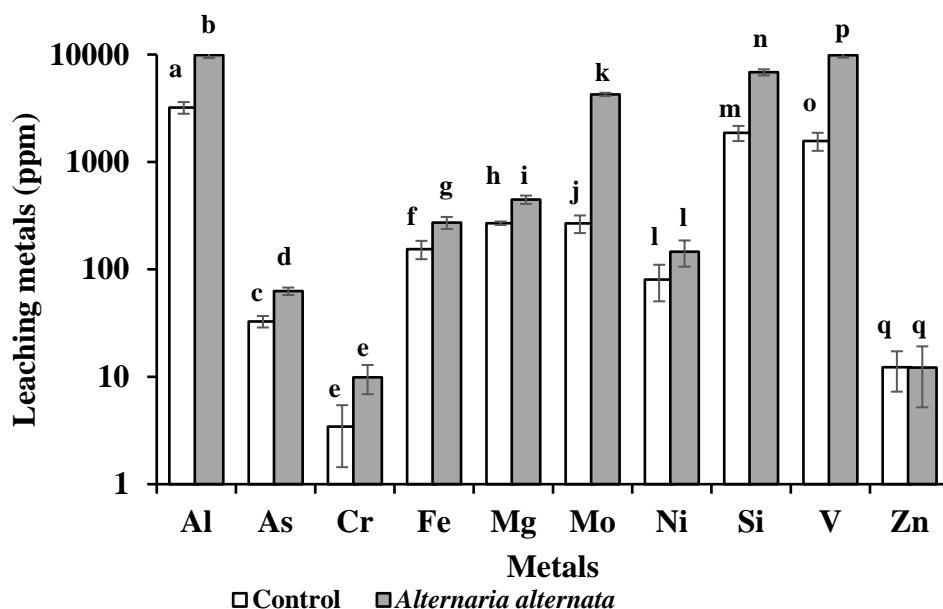 Leaching metals (ppm)
10000
1000
100
10
1
a
b
c
d
e
e
f
g
h
i
j
k
l
l
m
n
o
p
q
q
Al As Cr Fe Mg Mo Ni Si V Zn
Metals
Control Alternaria alternata